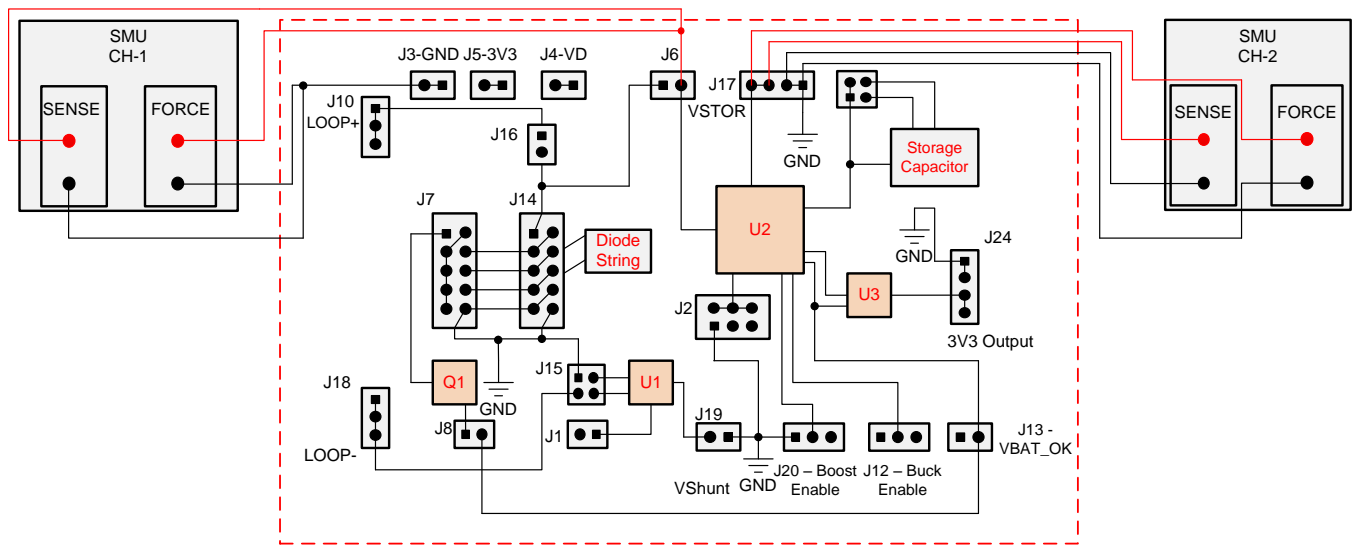 SMU
CH-1
SENSE
FORCE
J3-GND
J5-3V3
J4-VD
J6
J17
VSTOR
GND
SMU
CH-2
SENSE
FORCE
J10
LOOP+
J16
Storage
Capacitor
J7
J14
Diode
String
U2
GND
J24
U3
J2
3V3 Output
J18
Q1
GND
J15
U1
LOOP-
J8
J1
J19
VShunt
GND
J20 – Boost
Enable
J12 – Buck
Enable
J13 -
VBAT_OK